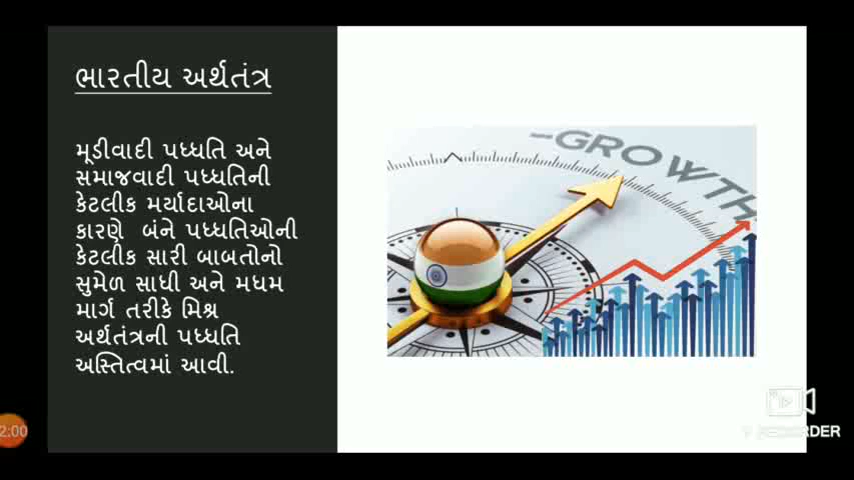 ભારતીય અર્થતંત્ર
મૂડીવાદી પધ્ધતિ અને
સમાજવાદી પધ્ધતિની
કેટલીક મર્યાદાઓના
કારણે બંને પધ્ધતિઓની
કેટલીક સારી બાબતોનો
સુમેળ સાધી અને મધમ
માર્ગ તરીકે મિશ્ર
અર્થતંત્રની પધ્ધતિ
અસ્તિત્વમાં આવી.
GROWTH
2:00